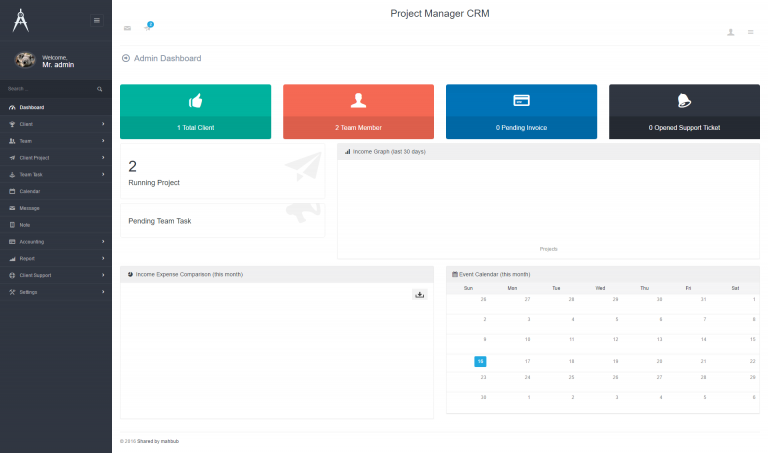 Project Manager CRM
Welcome,
Mr. admin
1
Admin Dashboard
Search...
Dashboard
Client
Team
Client Project
Team Task
Calendar
Message
Note
Accounting
Report
Client Support
Settings
1 Total Client
2 Team Member
0 Pending Invoice
0 Opened Support Ticket
2
Running Project
Pending Team Task
Income Graph (last 30 days)
Projects
Income Expense Comparison (this month)
Event Calendar (this month)
Sun Mon Tue Wed Thu Fri Sat
26 27 28 29 30 31 1
2 3 4 5 6 7 8
9 10 11 12 13 14 15
16 17 18 19 20 21 22
23 24 25 26 27 28 29
30 1 2 3 4 5 6
© 2016 Shared by mattbub